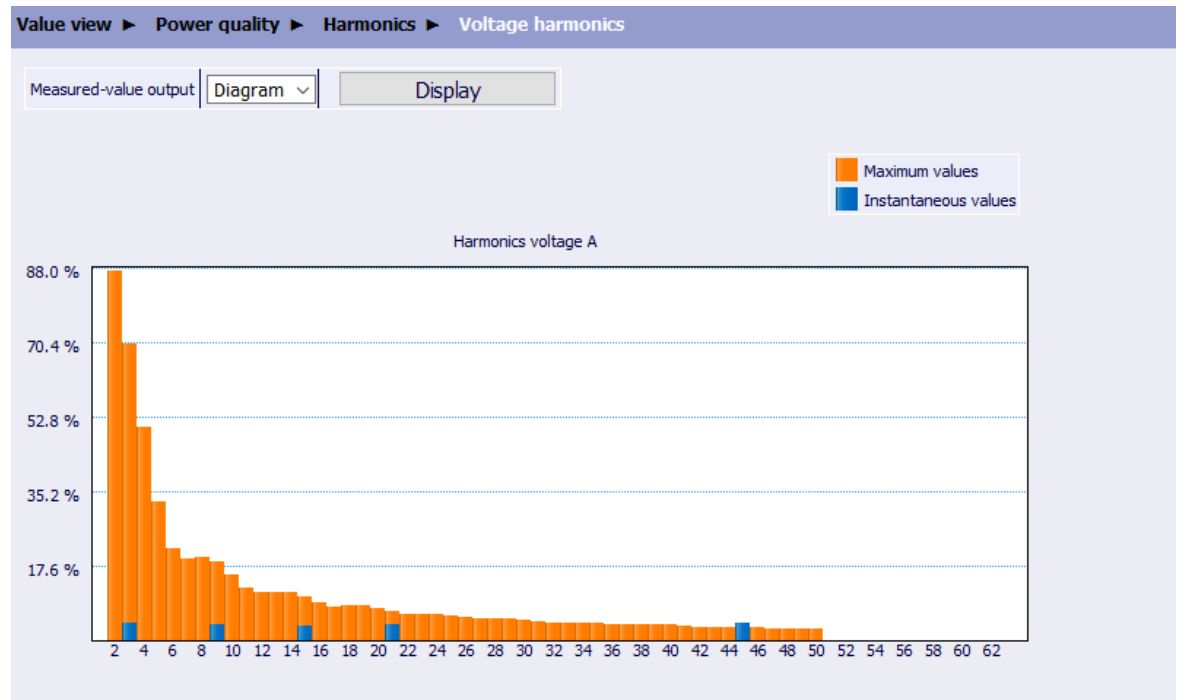 Value view ► Power quality ► Harmonics ► Voltage harmonics
Measured-value output Diagram Display
Maximum values
Instantaneous values
Harmonics voltage A
88.0 %
70.4 %
52.8 %
35.2 %
17.6 %
2 4 6 8 10 12 14 16 18 20 22 24 26 28 30 32 34 36 38 40 42 44 46 48 50 52 54 56 58 60 62